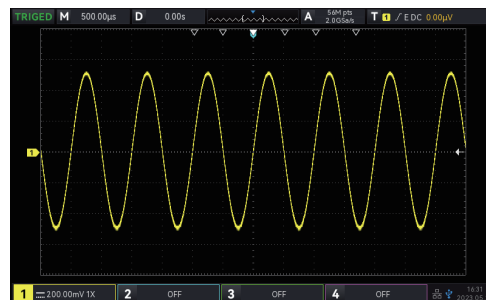 TRIGED M 500.00μs D 0.00s A 56M pts 2.0GSa/s T 1 E DC 0.00μV
1
1 200.00mV 1X 2 OFF 3 OFF 4 OFF 16:31 2023.05